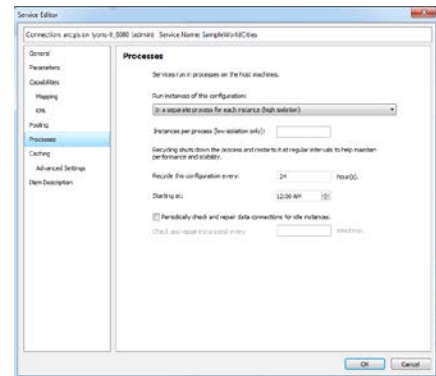 Service Editor
Connection: arcgis on lyons-ii_6080 (admin)   Service Name: SampleWorldCities
General
Parameters
Capabilities
Mapping
KML
Pooling
Processes
Caching
Advanced Settings
Item Description
Processes
Services run in processes on the host machines.
Run instances of this configuration:
In a separate process for each instance (high isolation)
Instances per process (low isolation only):
Recycling shuts down the process and restarts it at regular intervals to help maintain
performance and stability.
Recycle this configuration every: 24 hour(s).
Starting at: 12:00 AM
Periodically check and repair data connections for idle instances.
Check and repair instance(s) every: minute(s).
OK Cancel